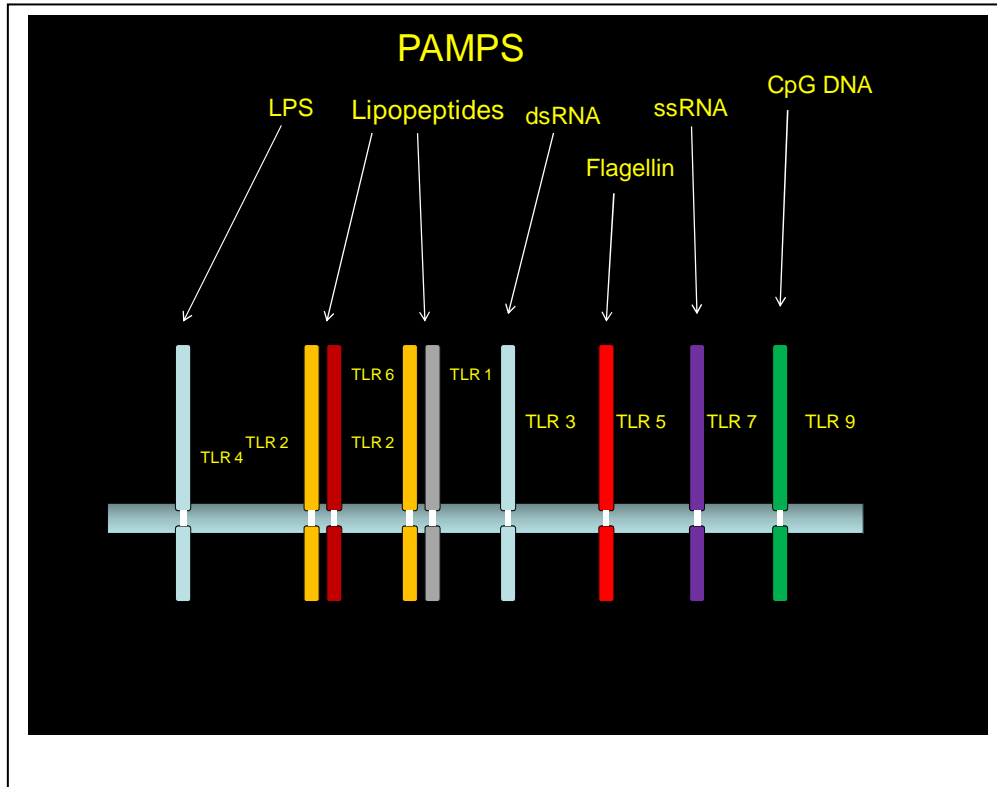 PAMPS
LPS
Lipopeptides
dsRNA
ssRNA
CpG DNA
Flagellin
TLR 6
TLR 1
TLR 4
TLR 2
TLR 2
TLR 3
TLR 5
TLR 7
TLR 9